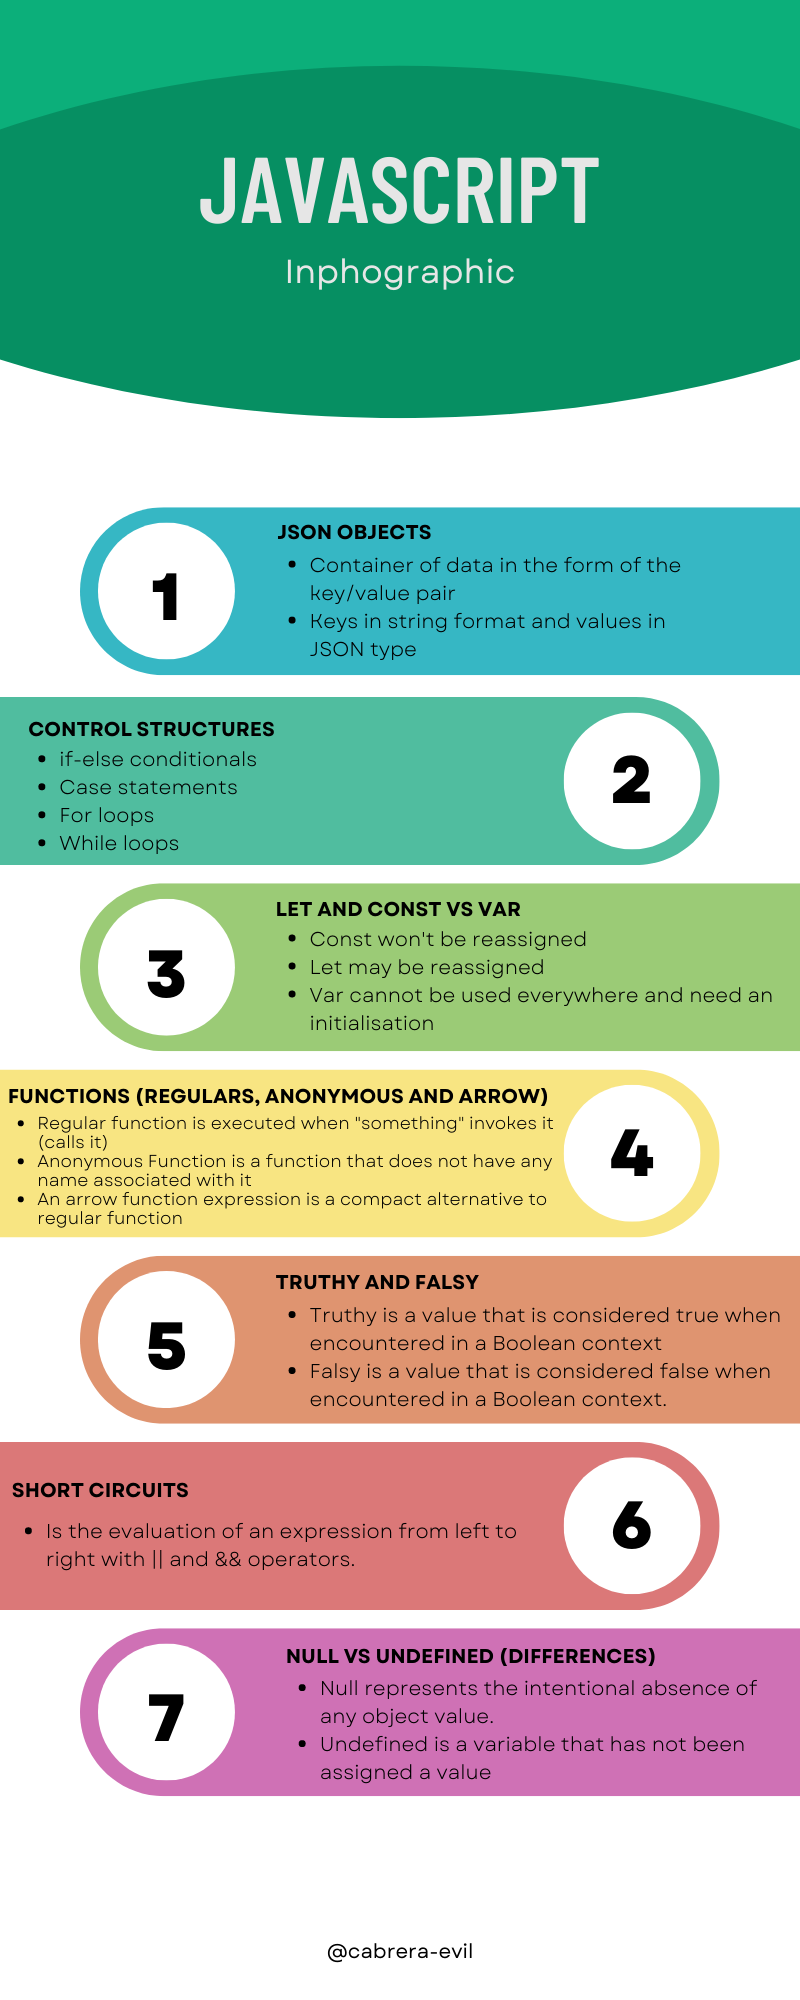 JAVASCRIPT
Inphographic
1
JSON OBJECTS
• Container of data in the form of the
key/value pair
• Keys in string format and values in
JSON type
CONTROL STRUCTURES
• if-else conditionals
• Case statements
• For loops
• While loops
2
3
LET AND CONST VS VAR
• Const won't be reassigned
• Let may be reassigned
• Var cannot be used everywhere and need an
initialisation
FUNCTIONS (REGULARS, ANONYMOUS AND ARROW)
• Regular function is executed when "something" invokes it
(calls it)
• Anonymous Function is a function that does not have any
name associated with it
• An arrow function expression is a compact alternative to
regular function
4
5
TRUTHY AND FALSY
• Truthy is a value that is considered true when
encountered in a Boolean context
• Falsy is a value that is considered false when
encountered in a Boolean context.
SHORT CIRCUITS
• Is the evaluation of an expression from left to
right with || and && operators.
6
7
NULL VS UNDEFINED (DIFFERENCES)
• Null represents the intentional absence of
any object value.
• Undefined is a variable that has not been
assigned a value
@cabrera-evil